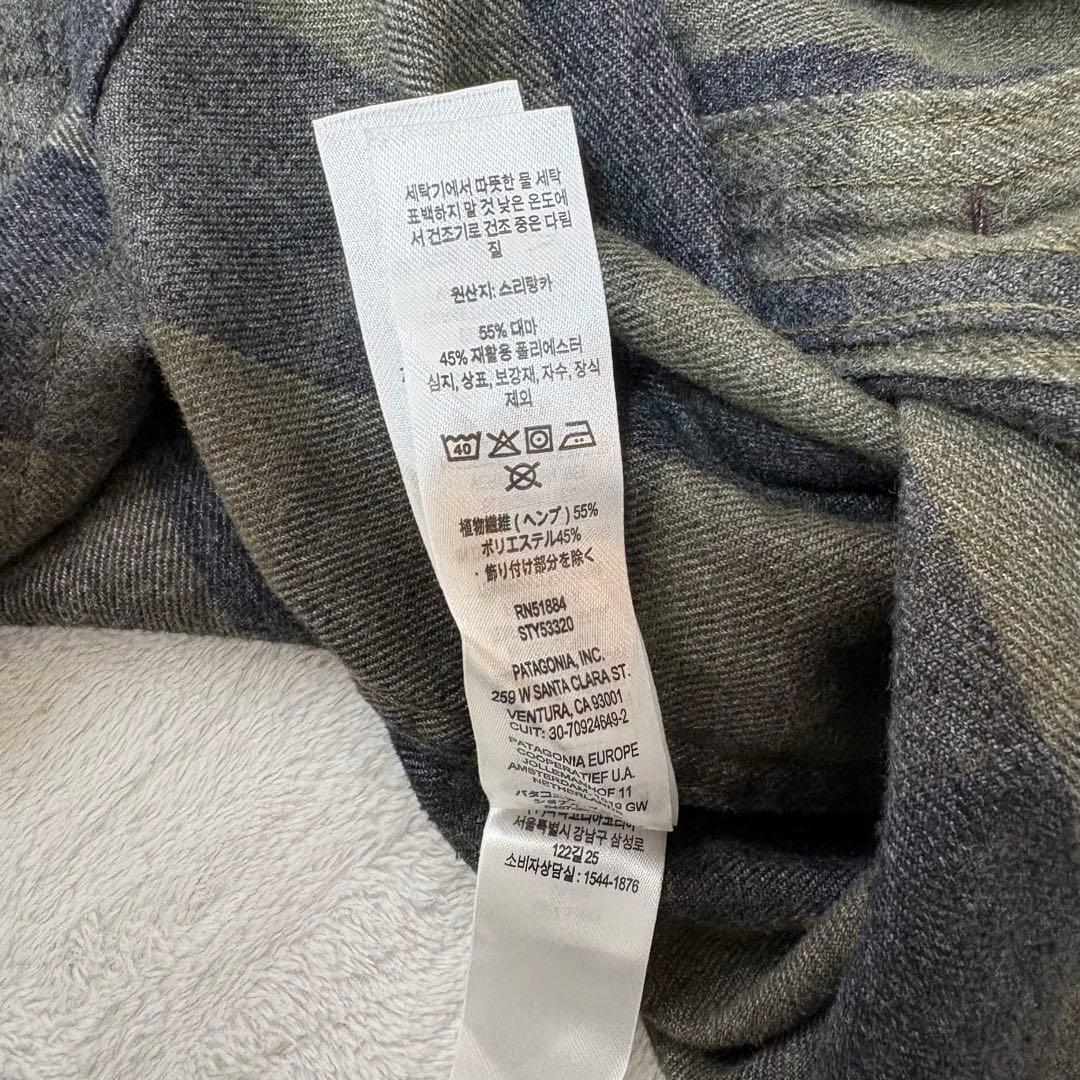 세탁기에서 따뜻한 물 세탁
표백하지 말 것 낮은 온도에
서 건조기로 건조 중온 다림
질
원산지: 스리랑카
55% 대마
45% 재활용 폴리에스터
심지, 상표, 보강재, 자수, 장식
제외
40
植物繊維 ( ヘンプ ) 55%
ポリエステル45%
・飾り付け部分を除く
RN51884
STY53320
PATAGONIA, INC.
259 W SANTA CLARA ST.
VENTURA, CA 93001
CUIT: 30-70924649-2
PATAGONIA EUROPE
COOPERATIEF U.A.
JOLLEMANHOF 11
AMSTERDAM
GW
서울특별시 강남구 삼성로
122길 25
소비자상담실 : 1544-1876